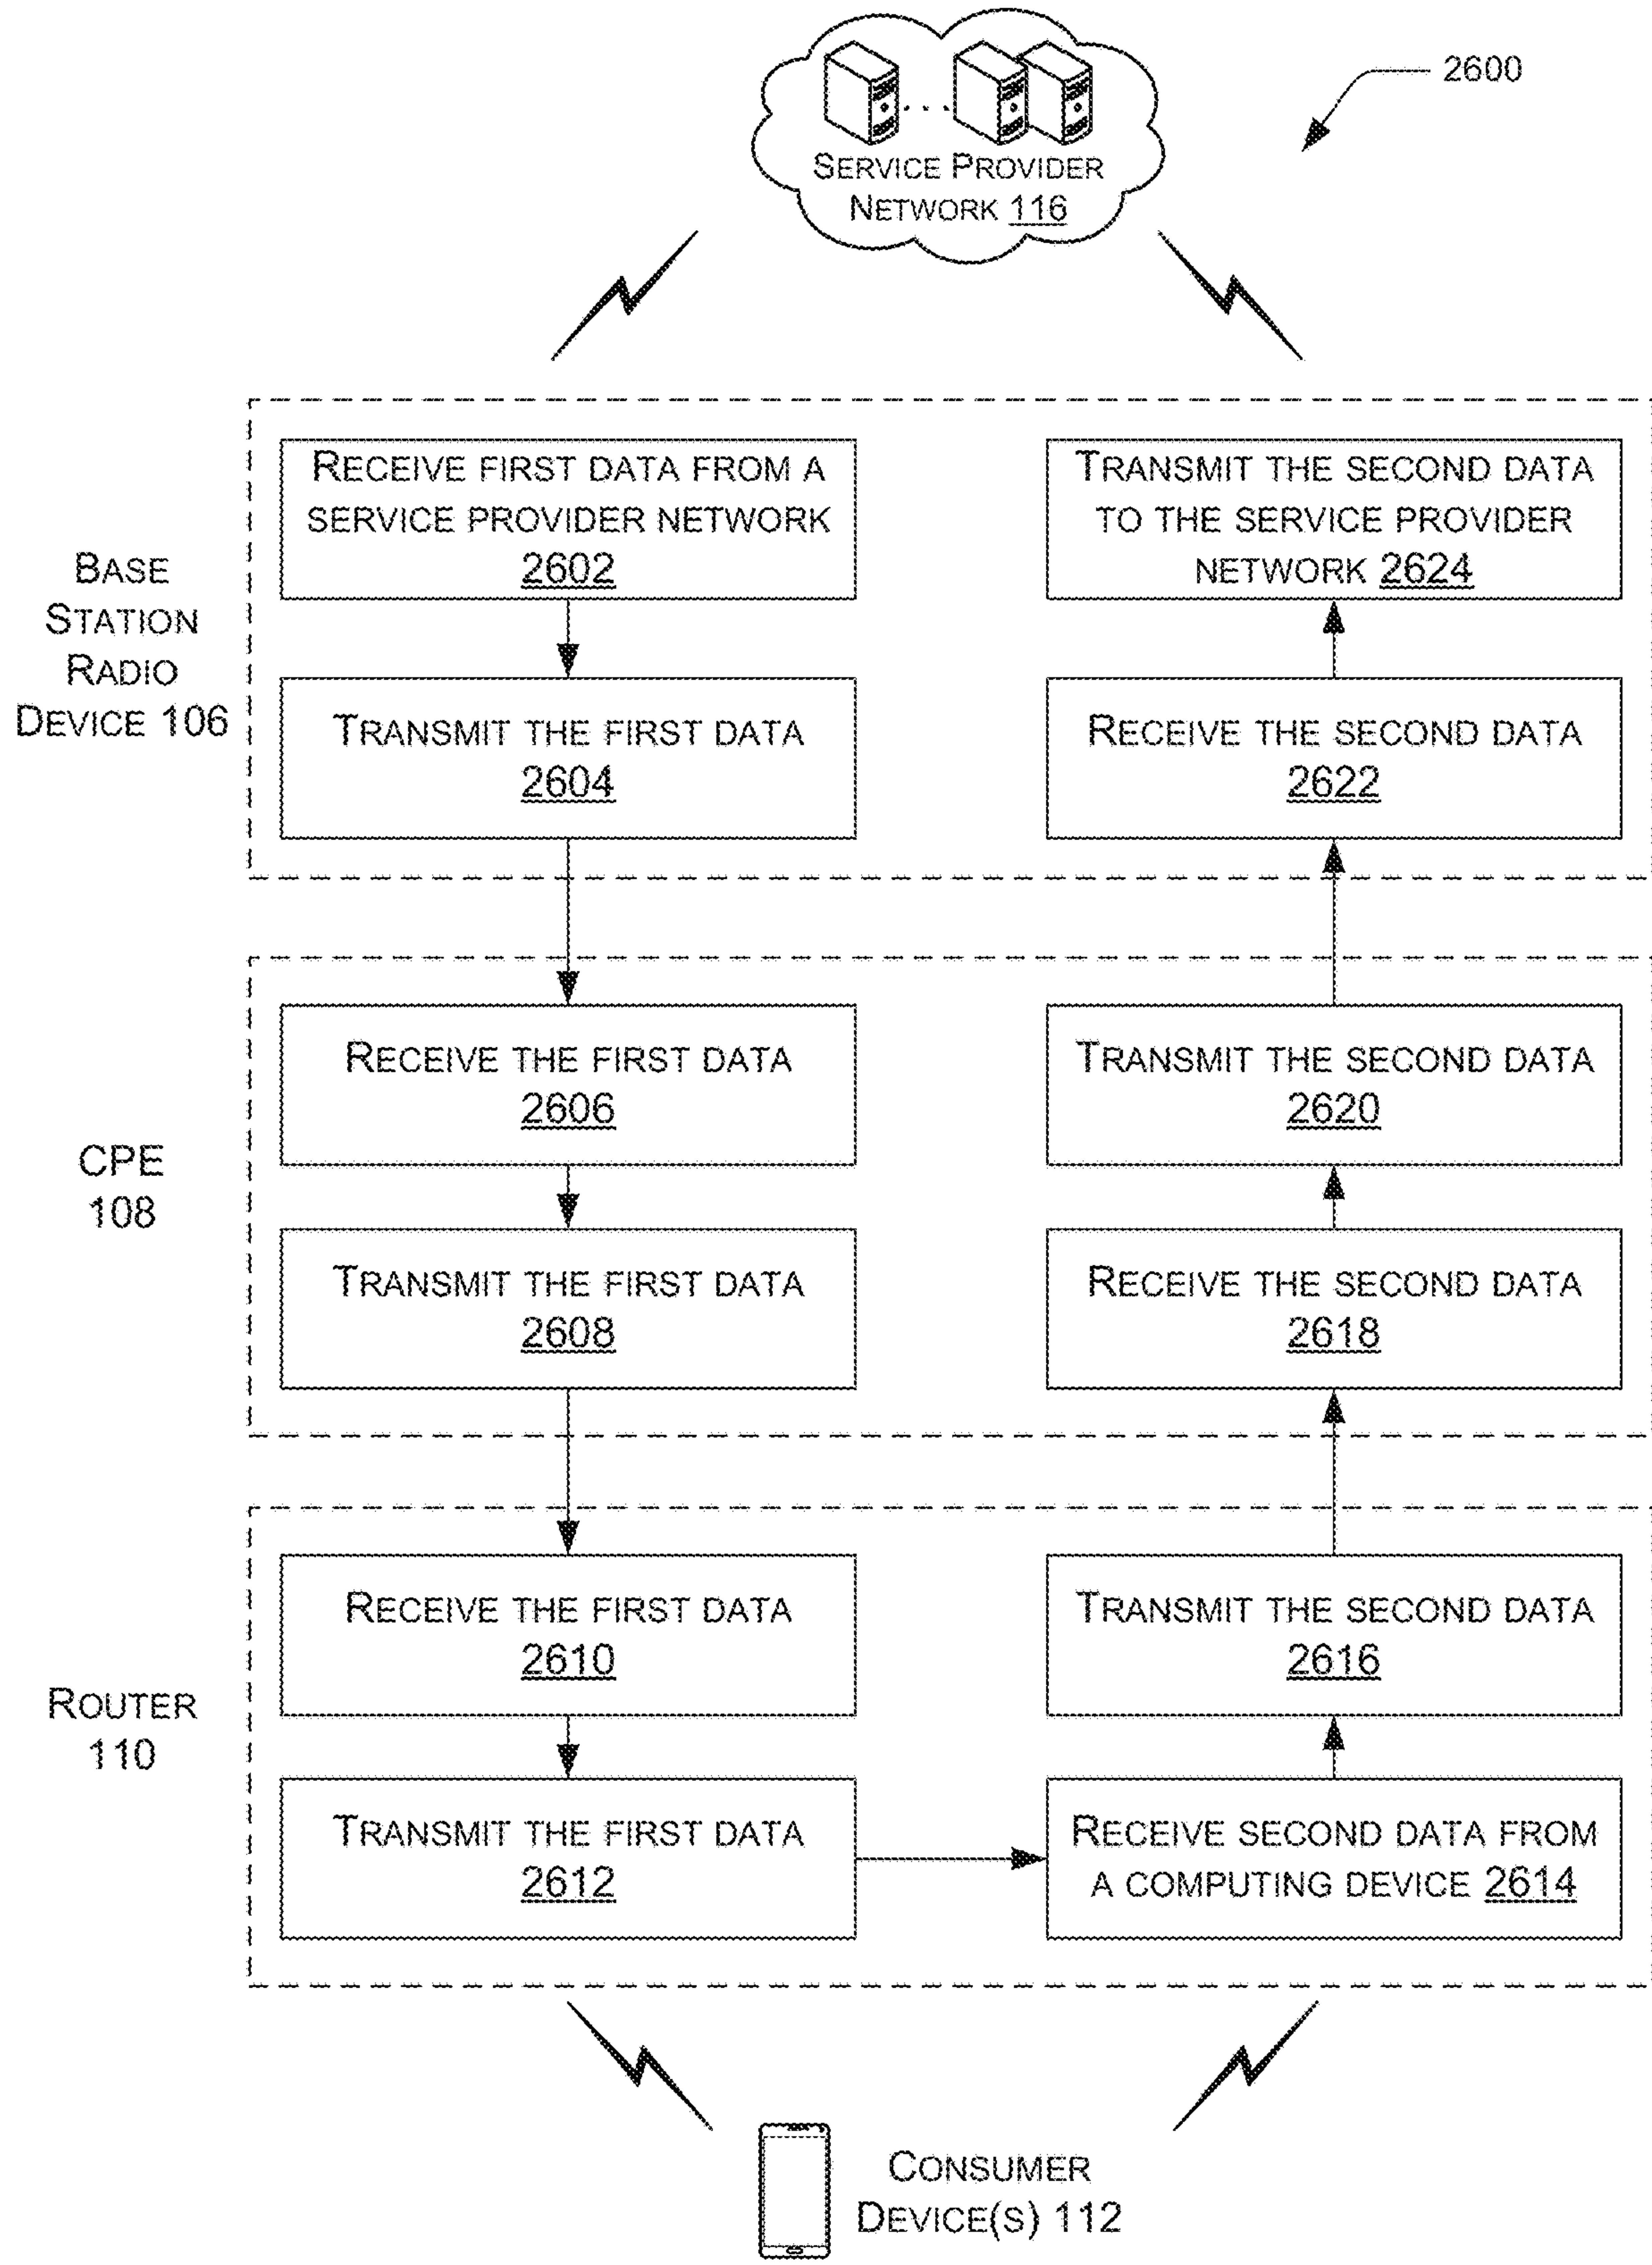 2600
SERVICE PROVIDER
NETWORK 116
BASE
STATION
RADIO
DEVICE 106
RECEIVE FIRST DATA FROM A
SERVICE PROVIDER NETWORK
2602
TRANSMIT THE SECOND DATA
TO THE SERVICE PROVIDER
NETWORK 2624
TRANSMIT THE FIRST DATA
2604
RECEIVE THE SECOND DATA
2622
CPE
108
RECEIVE THE FIRST DATA
2606
TRANSMIT THE SECOND DATA
2620
TRANSMIT THE FIRST DATA
2608
RECEIVE THE SECOND DATA
2618
ROUTER
110
RECEIVE THE FIRST DATA
2610
TRANSMIT THE SECOND DATA
2616
TRANSMIT THE FIRST DATA
2612
RECEIVE SECOND DATA FROM
A COMPUTING DEVICE 2614
CONSUMER
DEVICE(S) 112